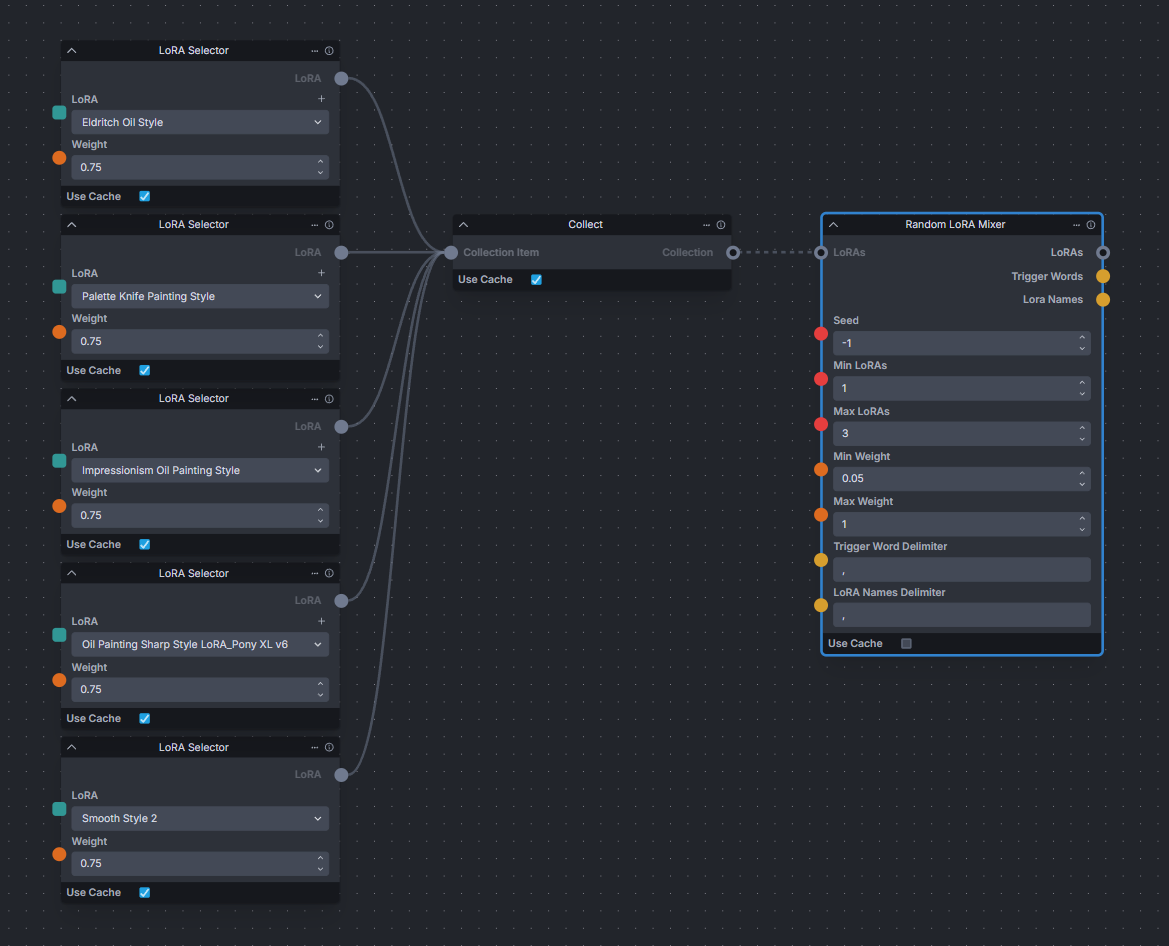 LoRA Selector
LoRA
LoRA
Eldritch Oil Style
Weight
0.75
Use Cache
LoRA Selector
LoRA
LoRA
Palette Knife Painting Style
Weight
0.75
Use Cache
LoRA Selector
LoRA
LoRA
Impressionism Oil Painting Style
Weight
0.75
Use Cache
LoRA Selector
LoRA
LoRA
Oil Painting Sharp Style LoRA_Pony XL v6
Weight
0.75
Use Cache
LoRA Selector
LoRA
LoRA
Smooth Style 2
Weight
0.75
Use Cache
Collect
Collection Item Collection
Use Cache
Random LoRA Mixer
LoRAs LoRAs
Trigger Words
Lora Names
Seed
-1
Min LoRAs
1
Max LoRAs
3
Min Weight
0.05
Max Weight
1
Trigger Word Delimiter
,
LoRA Names Delimiter
,
Use Cache